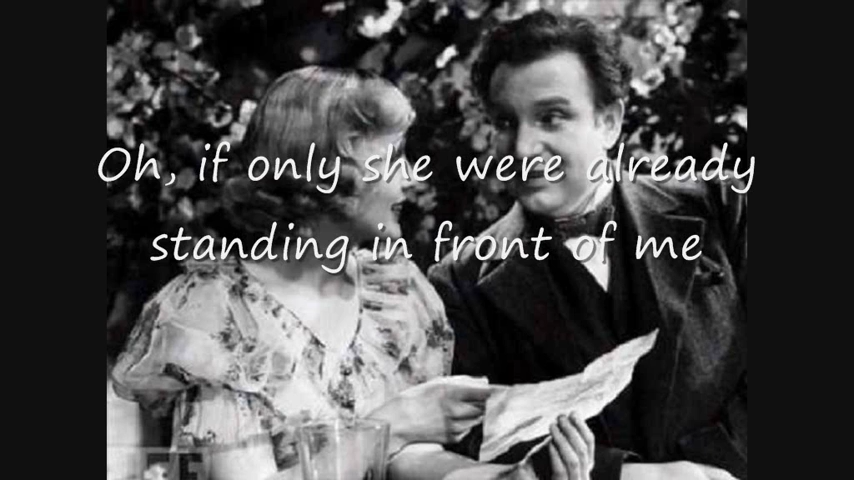 Oh, if only she were already
standing in front of me